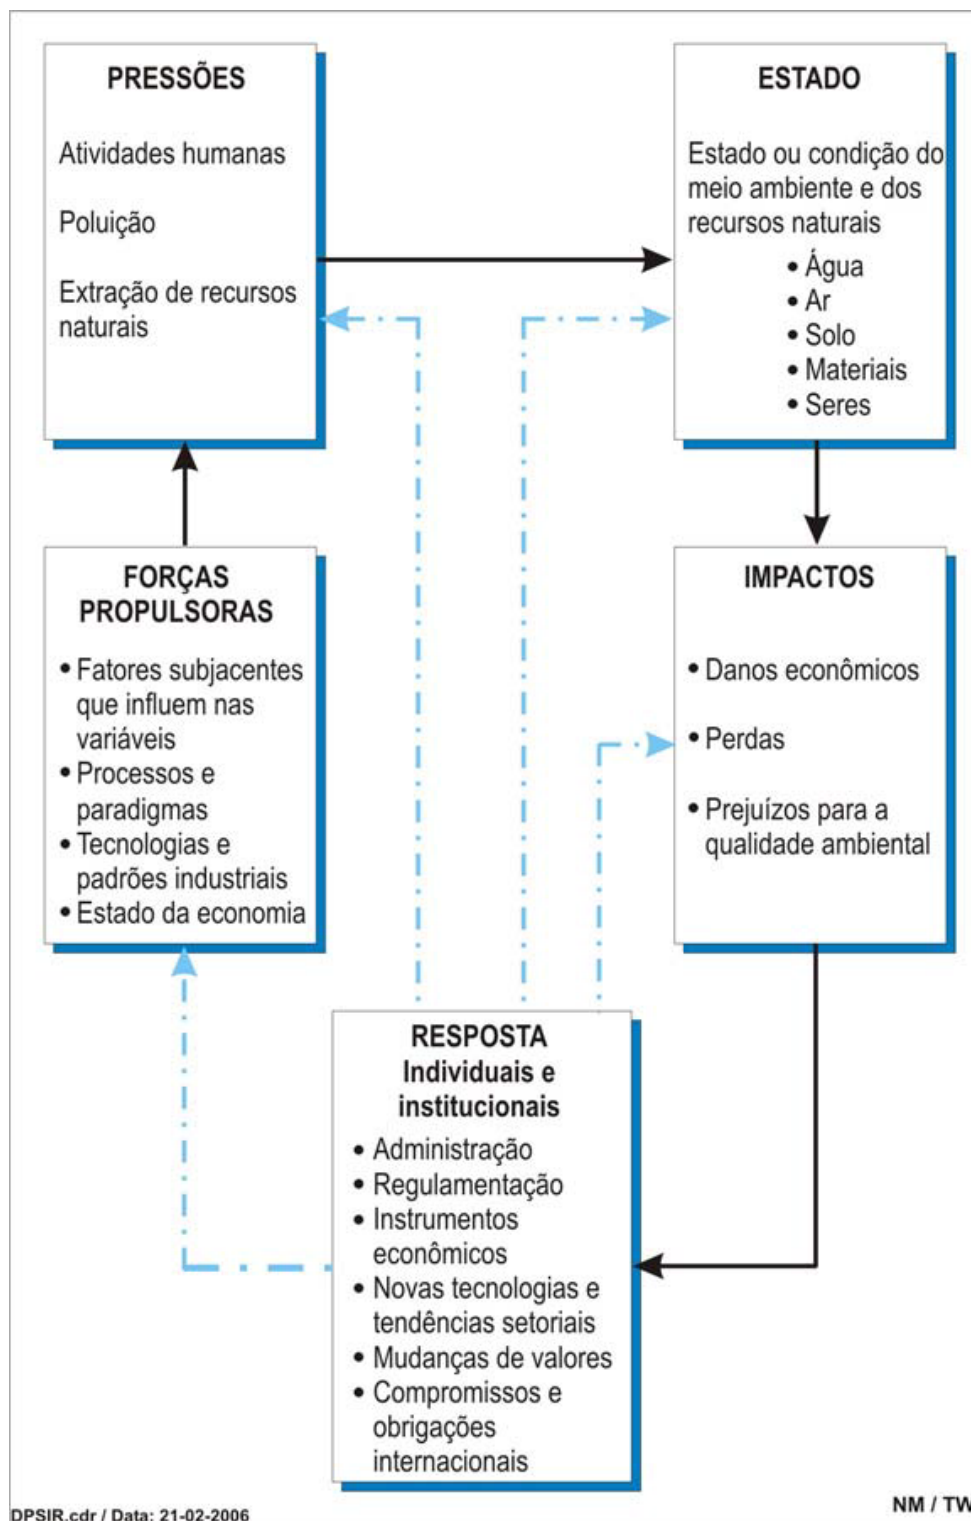 PRESSÕES
Atividades humanas
Poluição
Extração de recursos
naturais
ESTADO
Estado ou condição do
meio ambiente e dos
recursos naturais
• Água
• Ar
• Solo
• Materiais
• Seres
FORÇAS
PROPULSORAS
• Fatores subjacentes
que influem nas
variáveis
• Processos e
paradigmas
• Tecnologias e
padrões industriais
• Estado da economia
IMPACTOS
• Danos econômicos
• Perdas
• Prejuízos para a
qualidade ambiental
RESPOSTA
Individuais e
institucionais
• Administração
• Regulamentação
• Instrumentos
econômicos
• Novas tecnologias e
tendências setoriais
• Mudanças de valores
• Compromissos e
obrigações
internacionais
DPSIR.cdr / Data: 21-02-2006
NM / TW